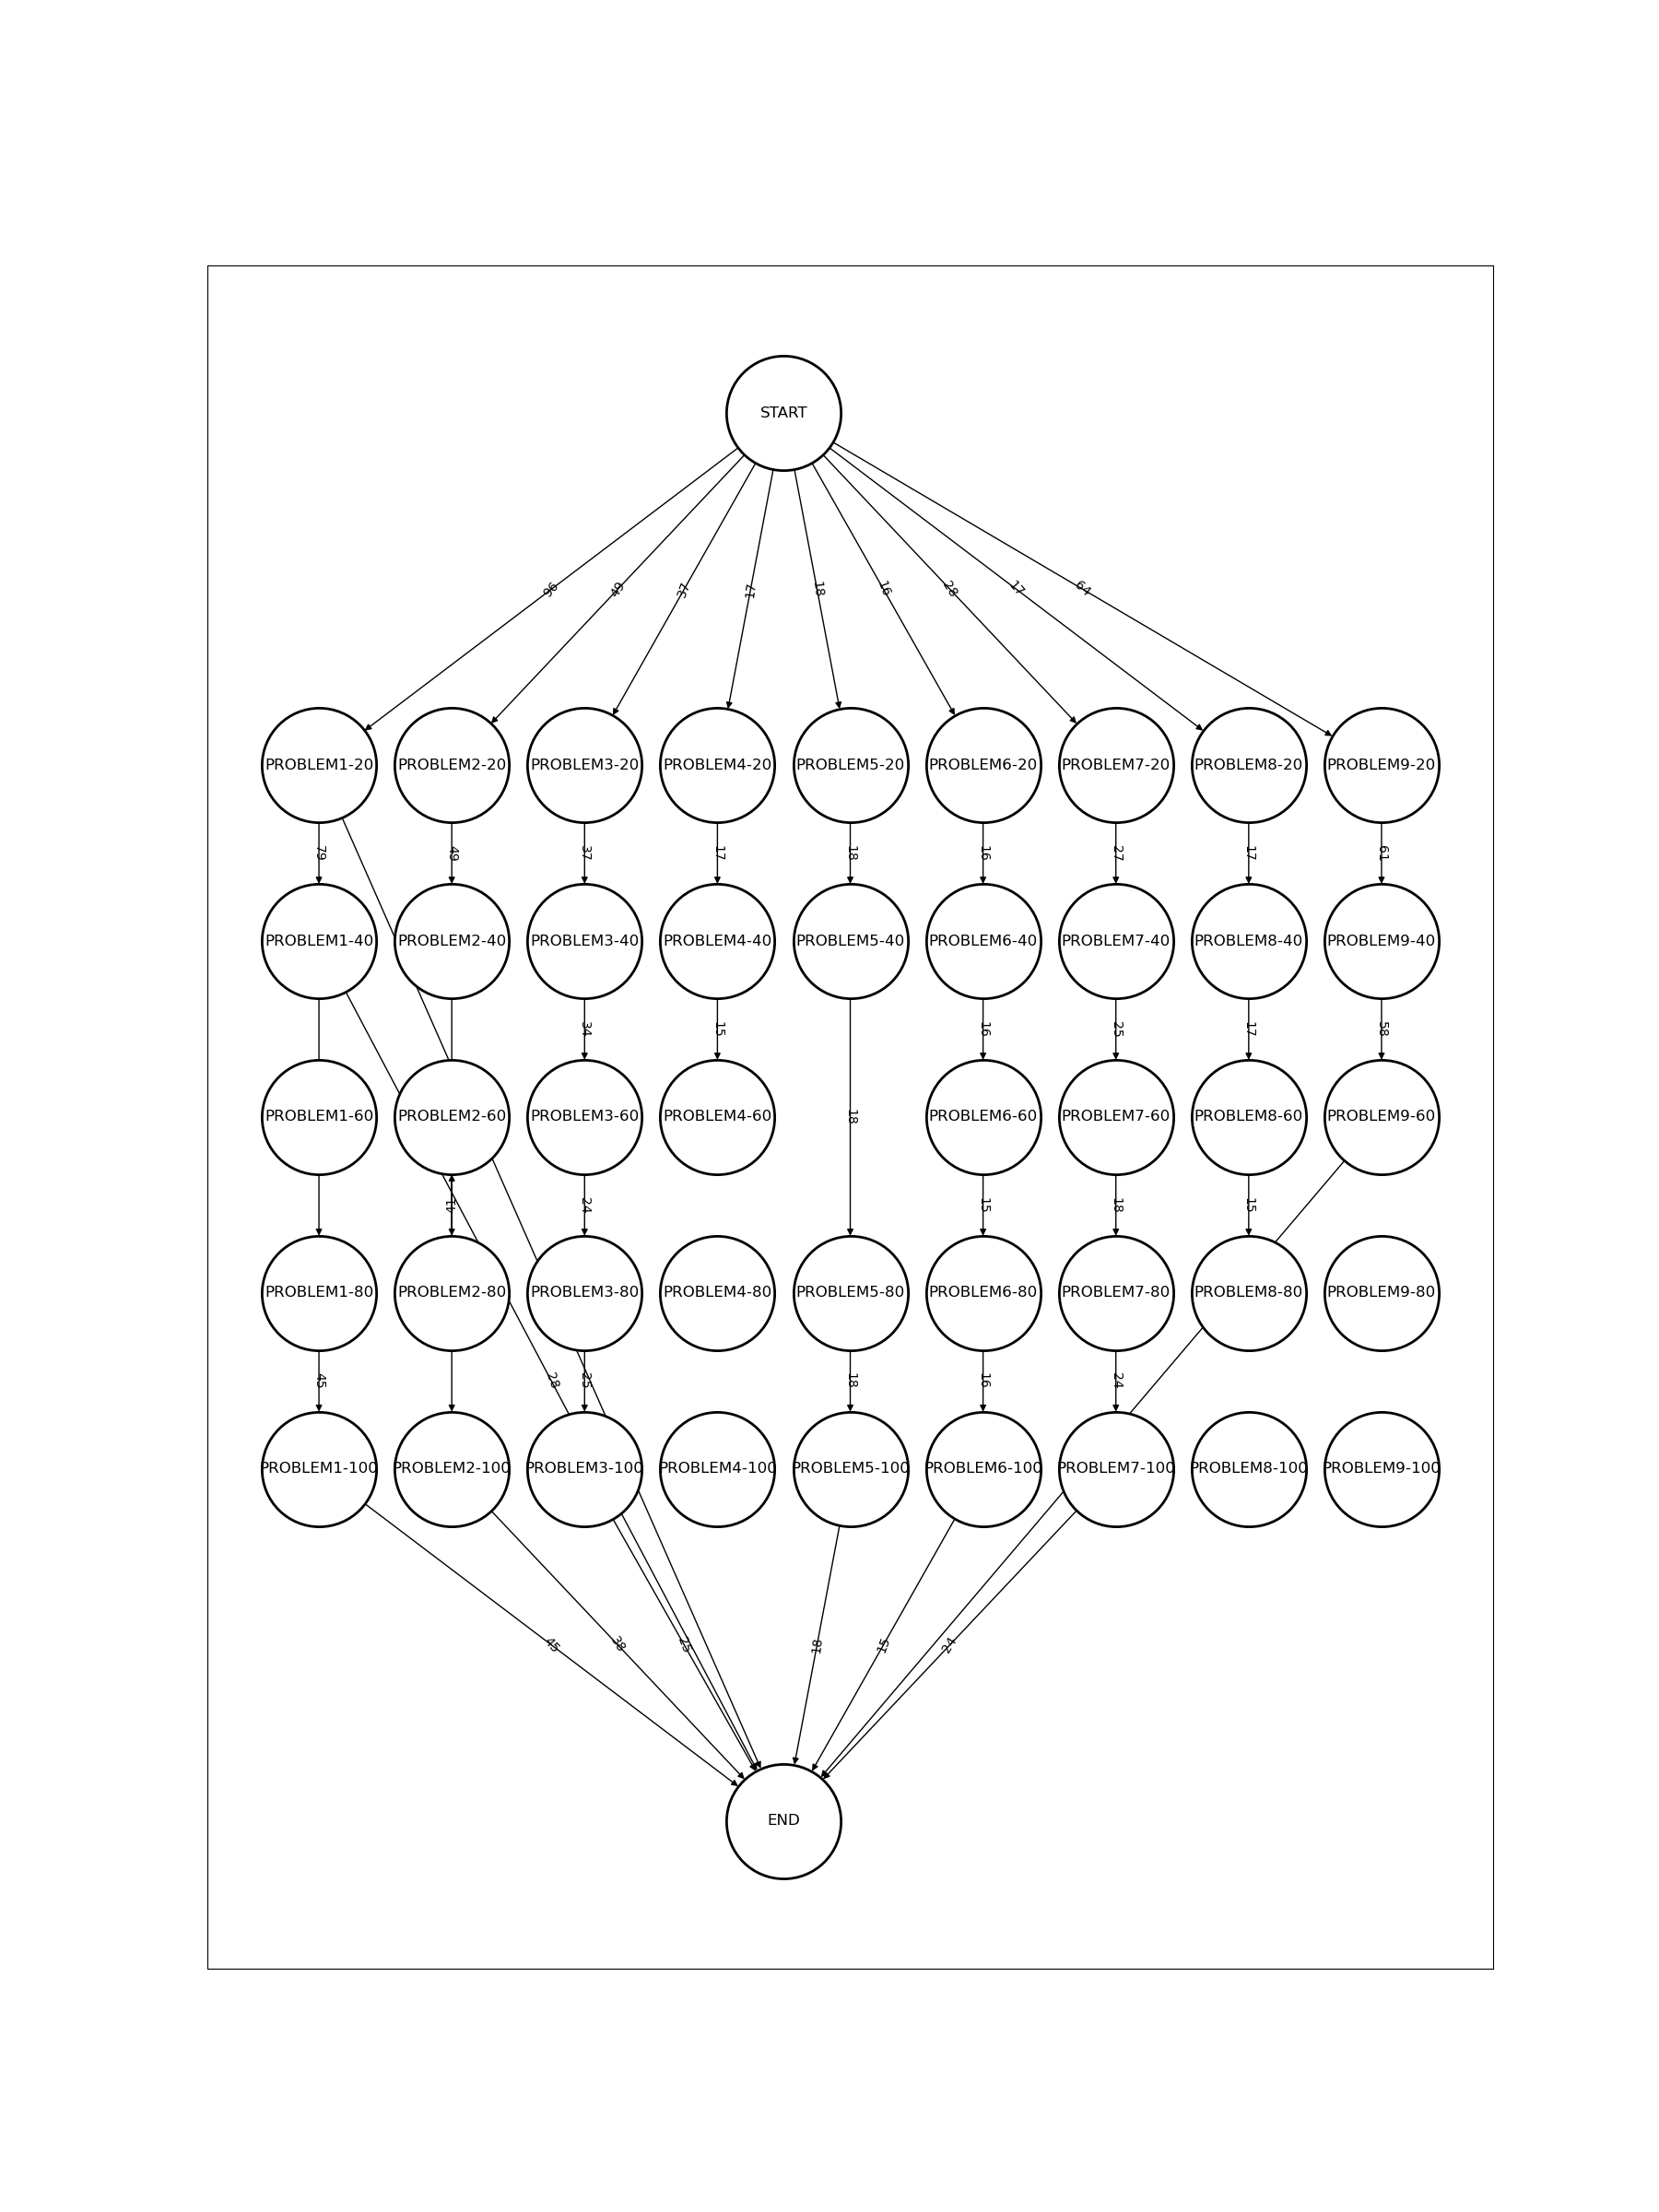 START
96 49 37 17 18 16 28 17 64
PROBLEM1-20 PROBLEM2-20 PROBLEM3-20 PROBLEM4-20 PROBLEM5-20 PROBLEM6-20 PROBLEM7-20 PROBLEM8-20 PROBLEM9-20
79 49 37 17 18 16 27 17 61
PROBLEM1-40 PROBLEM2-40 PROBLEM3-40 PROBLEM4-40 PROBLEM5-40 PROBLEM6-40 PROBLEM7-40 PROBLEM8-40 PROBLEM9-40
34 15 16 25 17 58
PROBLEM1-60 PROBLEM2-60 PROBLEM3-60 PROBLEM4-60 18 PROBLEM6-60 PROBLEM7-60 PROBLEM8-60 PROBLEM9-60
24 15 18 15
PROBLEM1-80 PROBLEM2-80 PROBLEM3-80 PROBLEM4-80 PROBLEM5-80 PROBLEM6-80 PROBLEM7-80 PROBLEM8-80 PROBLEM9-80
45 28 25 18 16 24
PROBLEM1-100 PROBLEM2-100 PROBLEM3-100 PROBLEM4-100 PROBLEM5-100 PROBLEM6-100 PROBLEM7-100 PROBLEM8-100 PROBLEM9-100
45 38 25 18 15 24
END